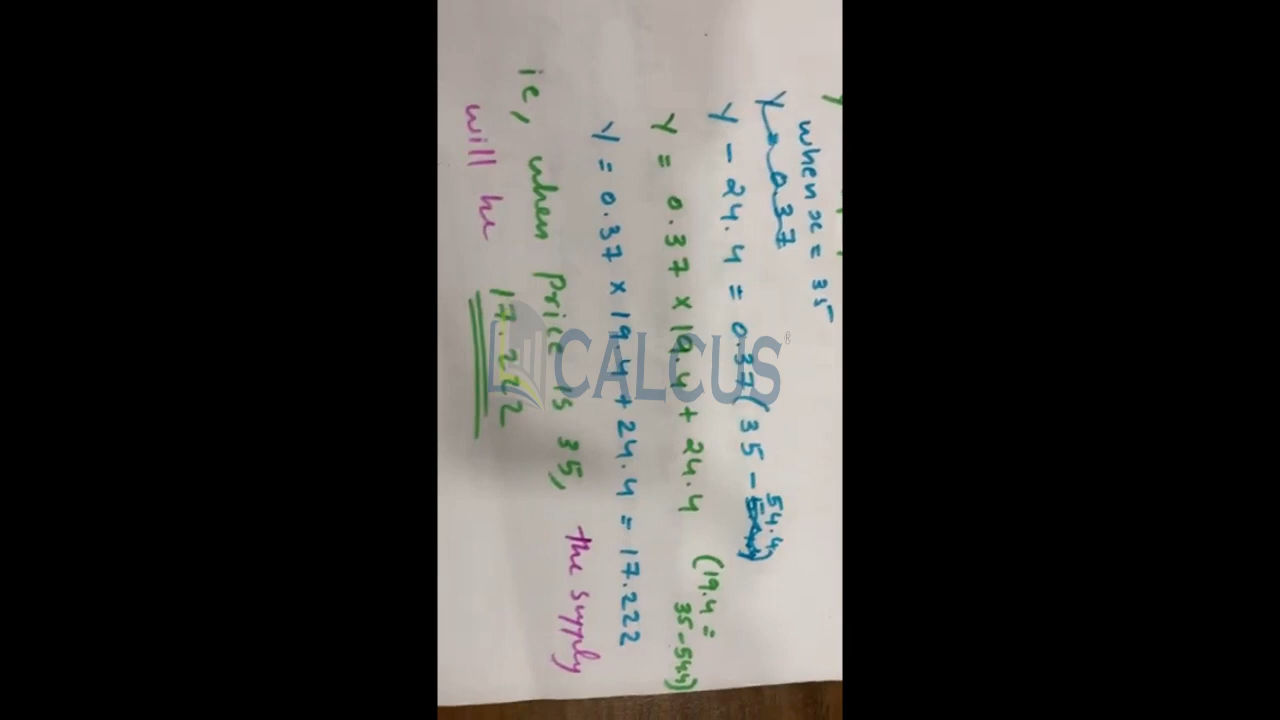 when x = 35
Y = 0.37
Y - 24.4 = 0.37(35 - 54.4)
Y = 0.37 x 19.4 + 24.4 (19.4 =
35-54.4)
Y = 0.37 x 19.4 + 24.4 = 17.222
ie, when price is 35, the supply
will be 17.222
CALCUS®